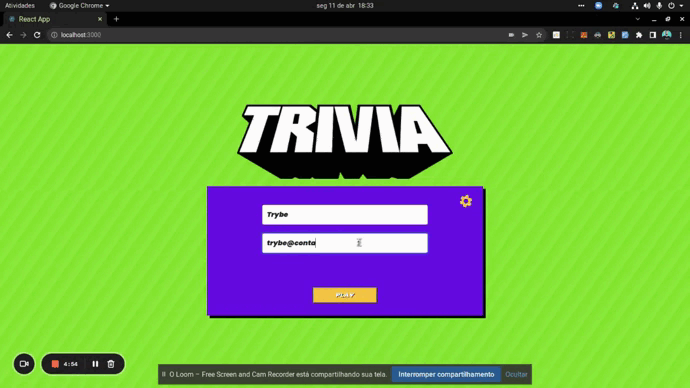 Atividades
Google Chrome
seg 11 de abr 18:33
React App
localhost:3000
TRIVIA
Trybe
trybe@conta
PLAY
4:54
O Loom – Free Screen and Cam Recorder está compartilhando sua tela.
Interromper compartilhamento
Ocultar